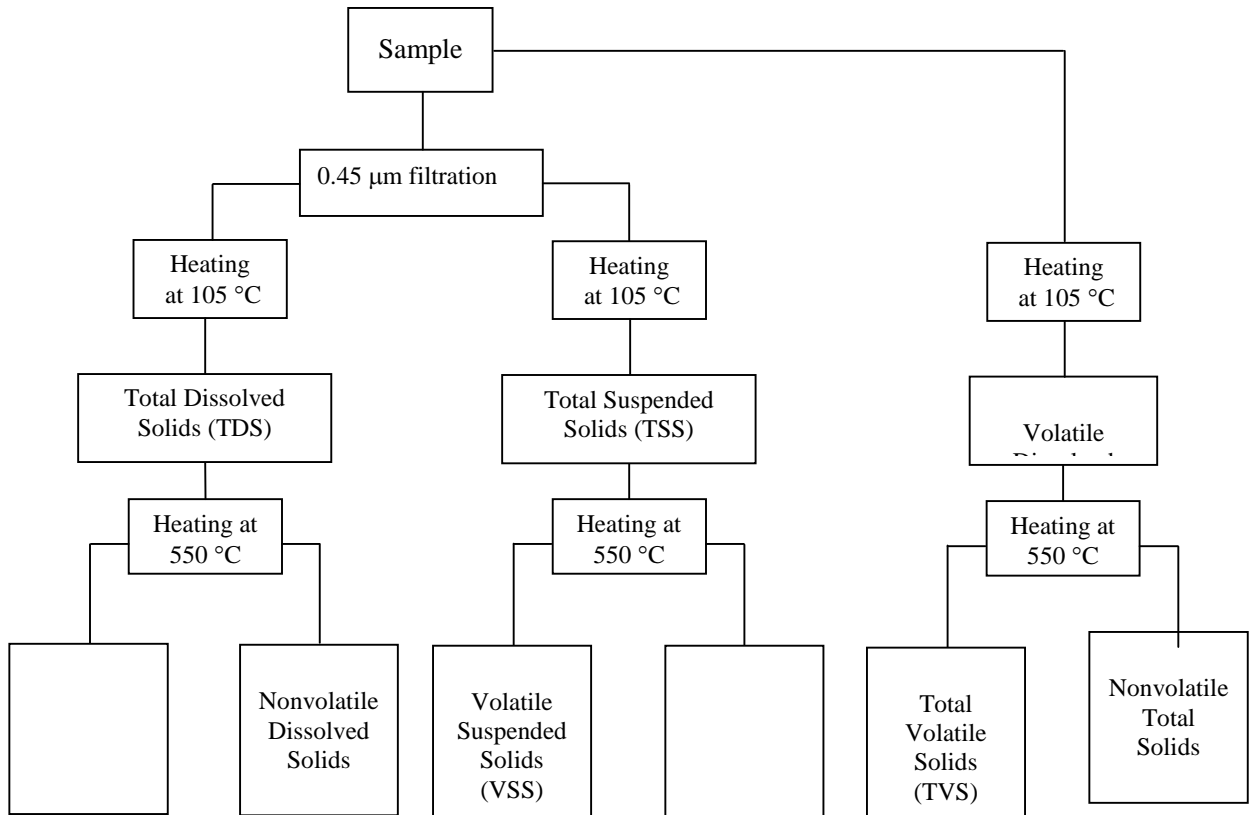 Sample
0.45 μm filtration
Heating
at 105 °C
Heating
at 105 °C
Heating
at 105 °C
Total Dissolved
Solids (TDS)
Total Suspended
Solids (TSS)
Volatile
Heating at
550 °C
Heating at
550 °C
Heating at
550 °C
Nonvolatile
Dissolved
Solids
Volatile
Suspended
Solids
(VSS)
Total
Volatile
Solids
(TVS)
Nonvolatile
Total
Solids